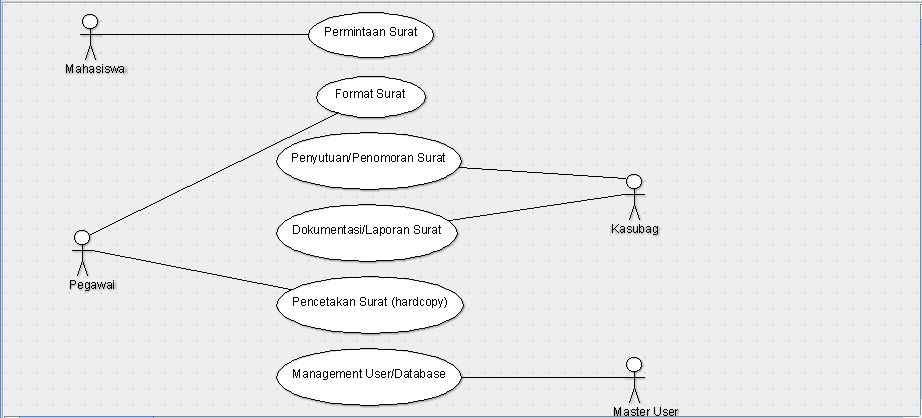 Permintaan Surat
Mahasiswa
Format Surat
Penyutuan/Penomoran Surat
Kasubag
Dokumentasi/Laporan Surat
Pegawai
Pencetakan Surat (hardcopy)
Management User/Database
Master User